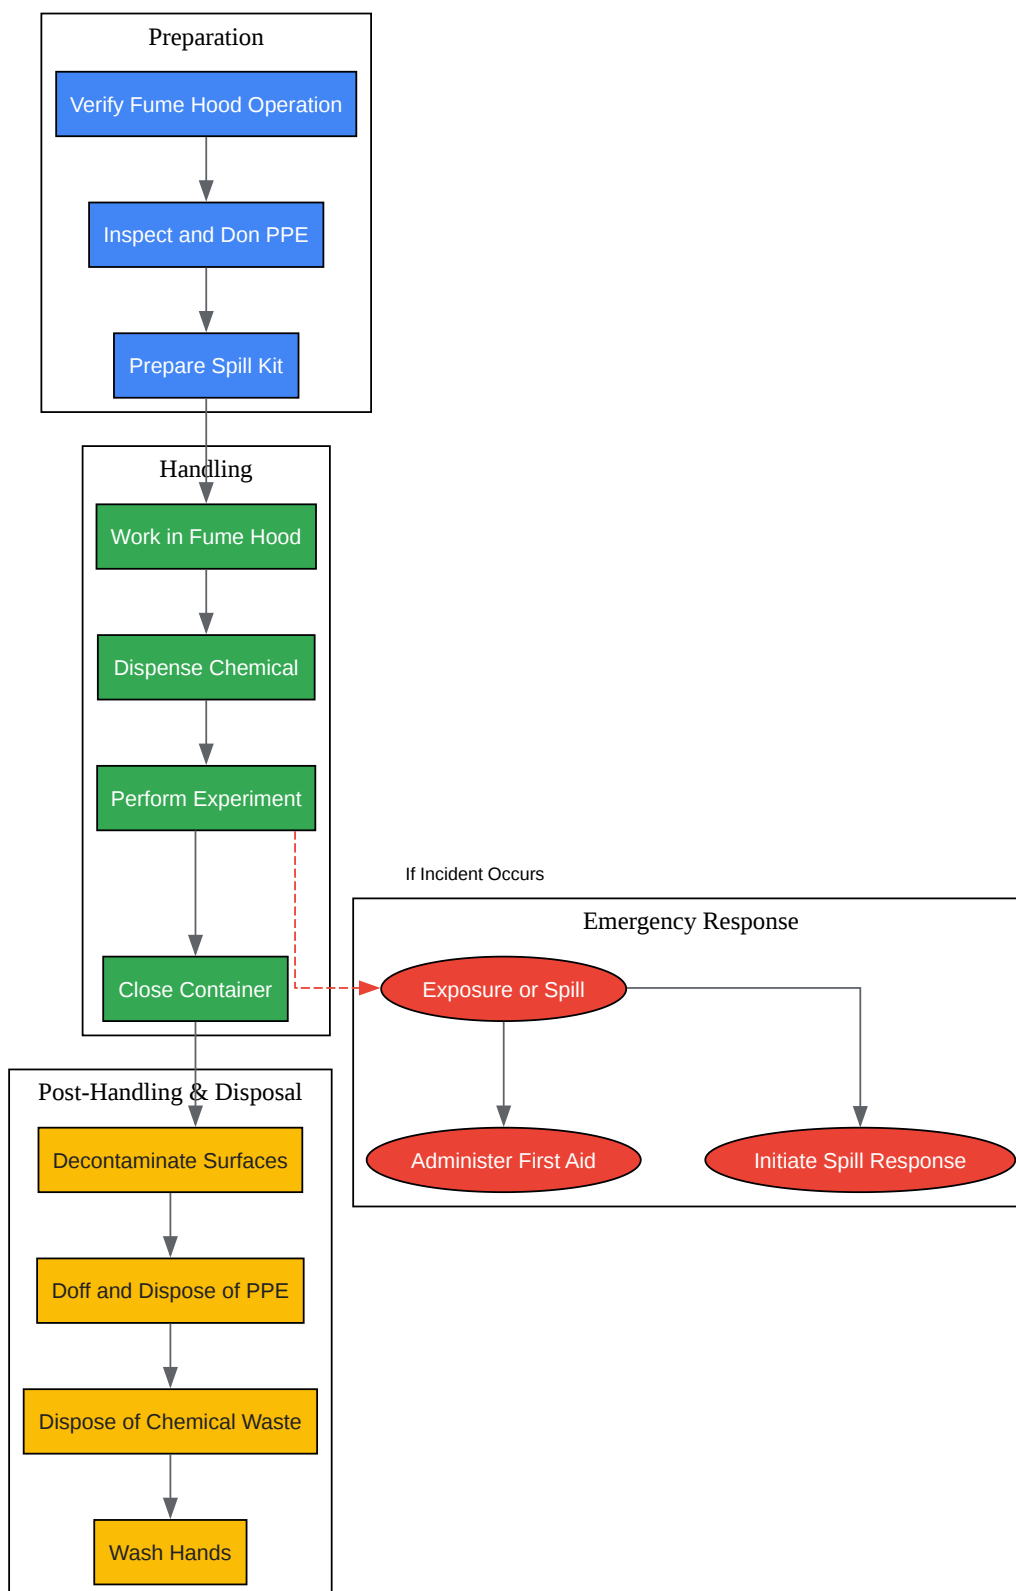 Preparation
Verify Fume Hood Operation
Inspect and Don PPE
Prepare Spill Kit
Handling
Work in Fume Hood
Dispense Chemical
Perform Experiment
If Incident Occurs
Emergency Response
Close Container
Exposure or Spill
Post-Handling & Disposal
Decontaminate Surfaces
Administer First Aid
Initiate Spill Response
Doff and Dispose of PPE
Dispose of Chemical Waste
Wash Hands